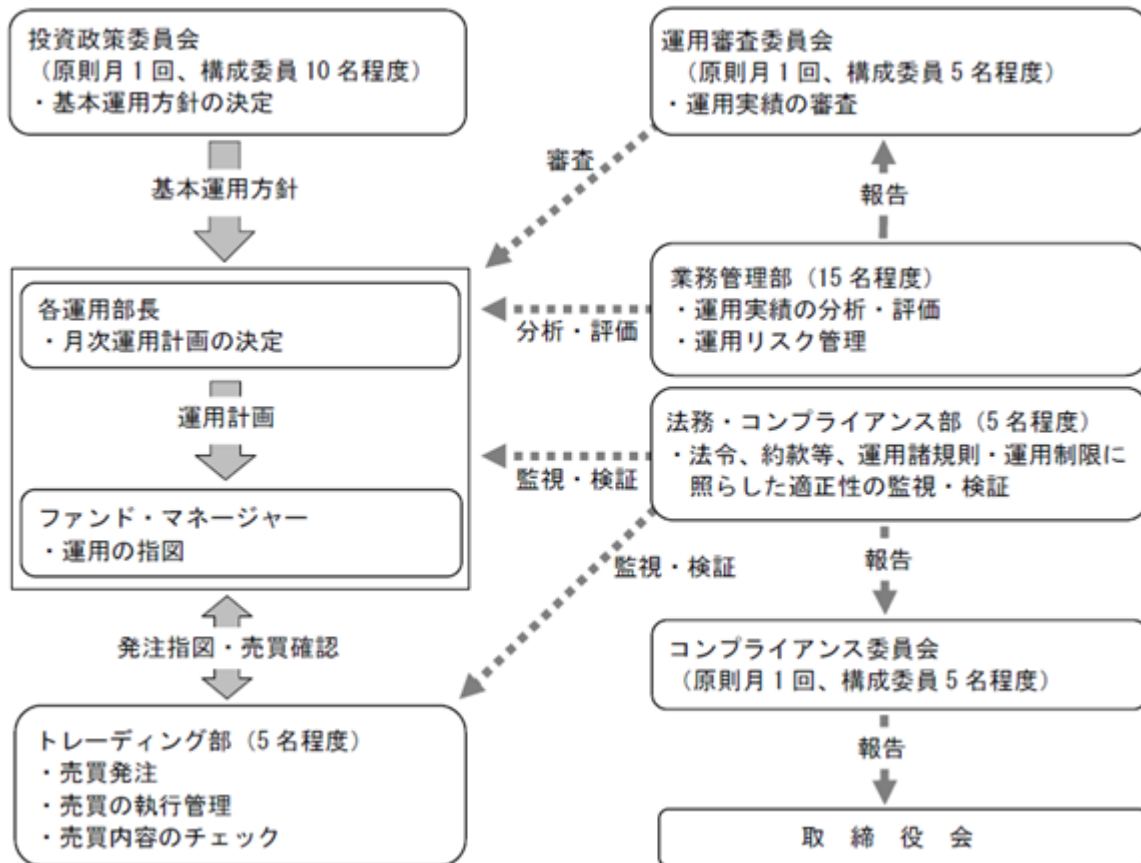 投資政策委員会
（原則月1回、構成委員10名程度）
・基本運用方針の決定
基本運用方針
各運用部長
・月次運用計画の決定
運用計画
ファンド・マネージャー
・運用の指図
発注指図・売買確認
トレーディング部（5名程度）
・売買発注
・売買の執行管理
・売買内容のチェック
運用審査委員会
（原則月1回、構成委員5名程度）
・運用実績の審査
審査
報告
業務管理部（15名程度）
・運用実績の分析・評価
・運用リスク管理
分析・評価
法務・コンプライアンス部（5名程度）
・法令、約款等、運用諸規則・運用制限に
照らした適正性の監視・検証
監視・検証
監視・検証
報告
コンプライアンス委員会
（原則月1回、構成委員5名程度）
報告
取　締　役　会